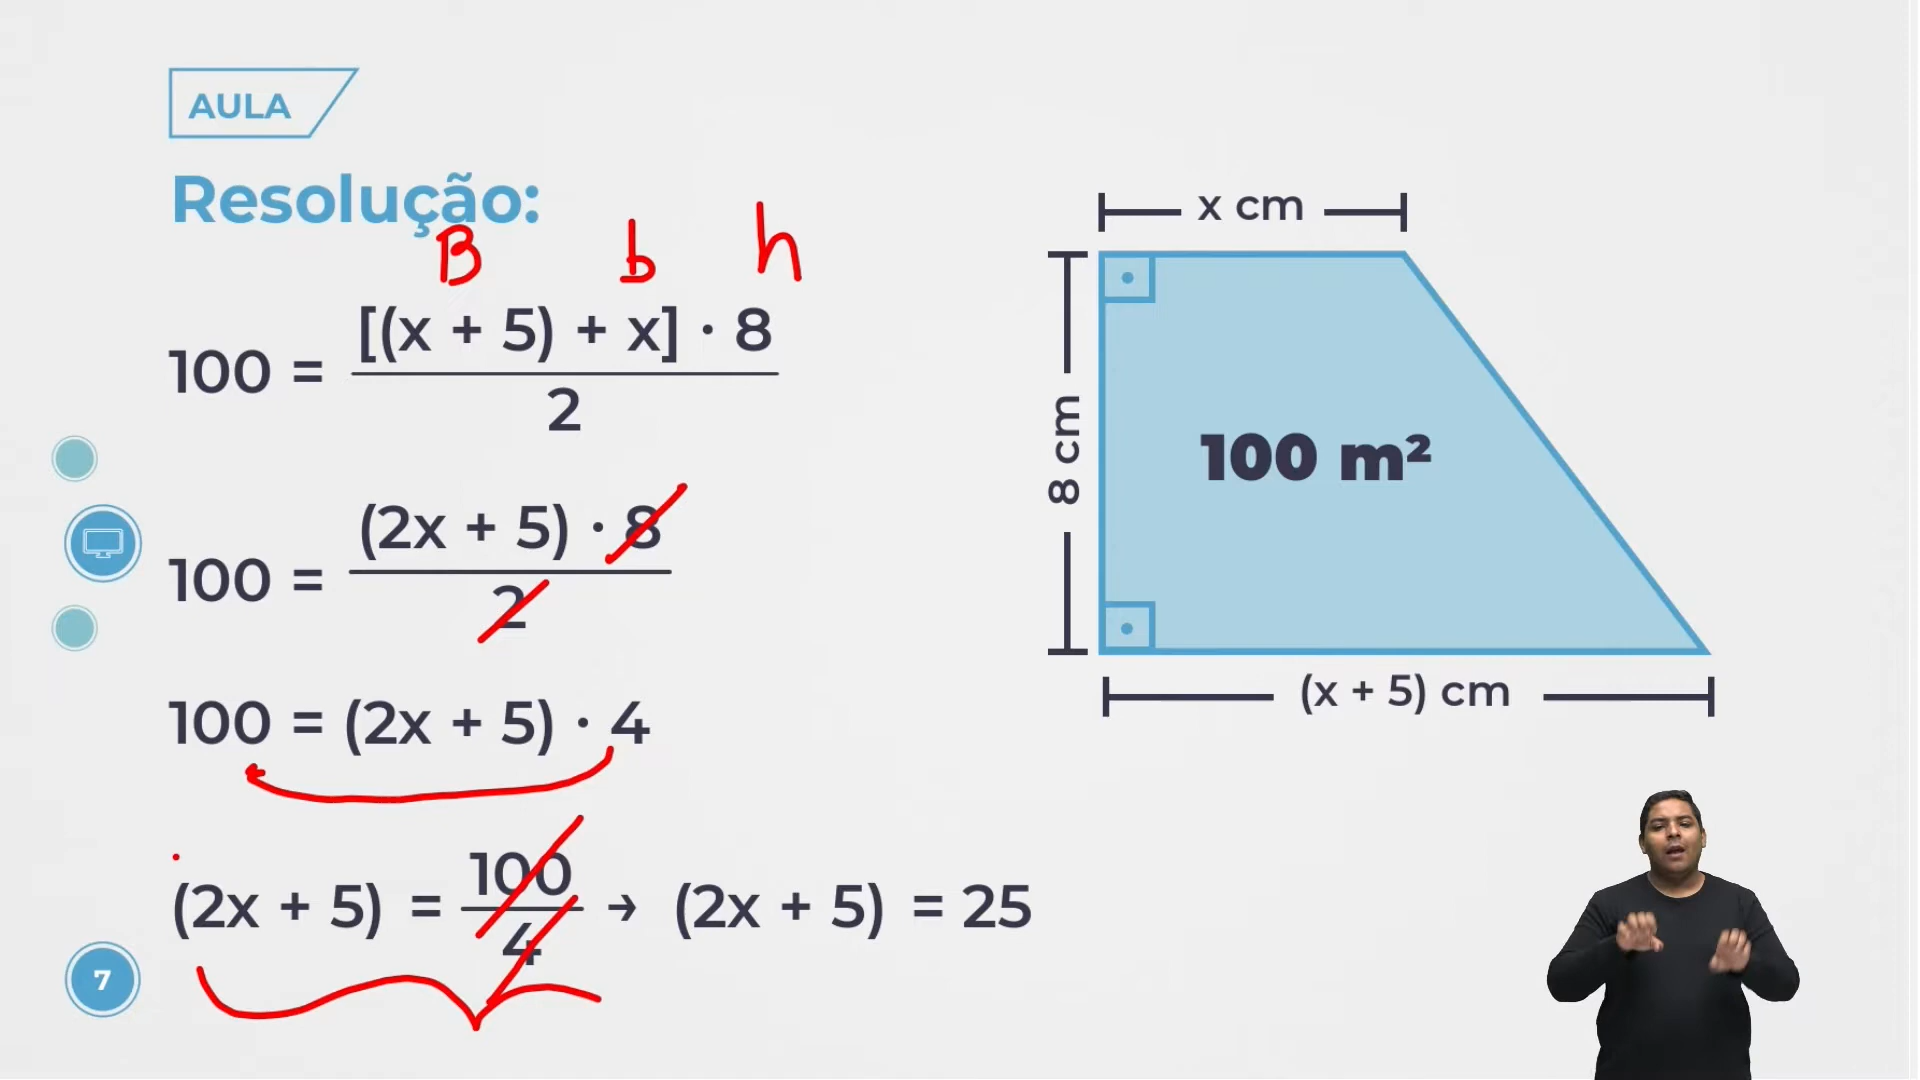 AULA
Resolução:
B b h
100 = [(x + 5) + x] · 8
2
100 = (2x + 5) · 8
2
100 = (2x + 5) · 4
(2x + 5) = 100 → (2x + 5) = 25
4
7
x cm
8 cm
100 m²
(x + 5) cm